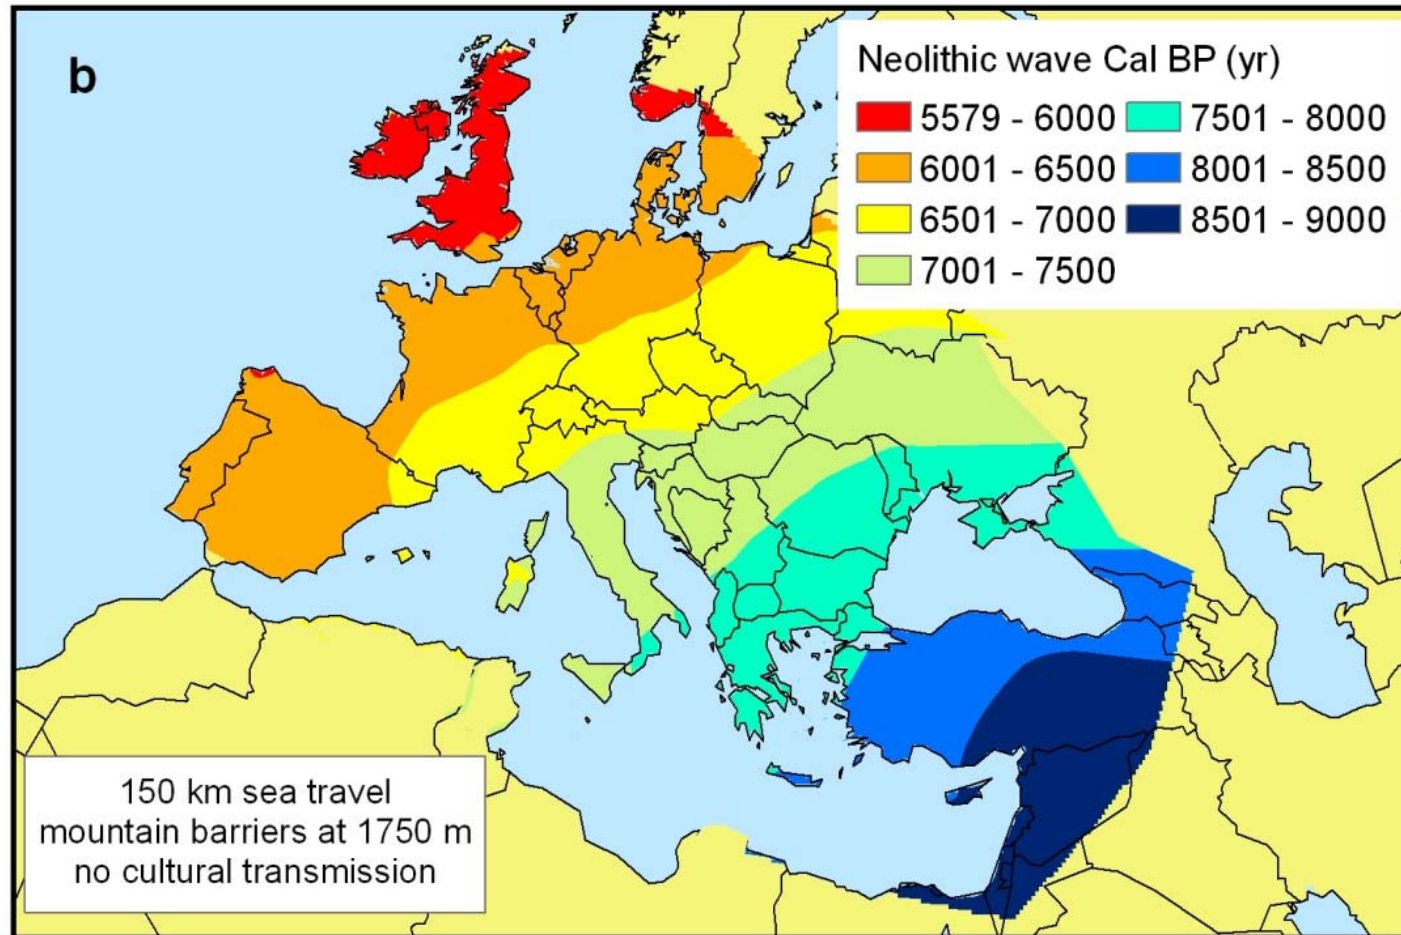 b
Neolithic wave Cal BP (yr)
5579 - 6000 7501 - 8000
6001 - 6500 8001 - 8500
6501 - 7000 8501 - 9000
7001 - 7500
150 km sea travel
mountain barriers at 1750 m
no cultural transmission